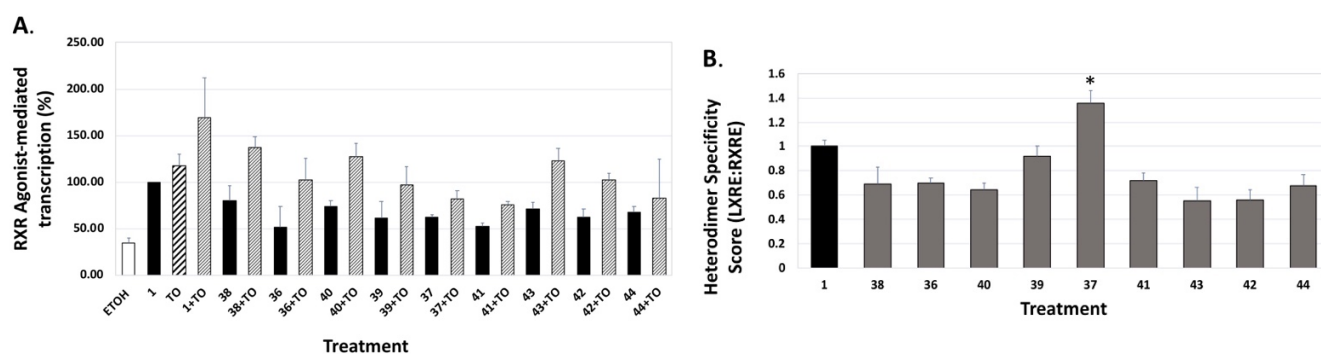 A.
RXR Agonist-mediated
transcription (%)
250.00
200.00
150.00
100.00
50.00
0.00
ETOH 1 TO 1+TO 38 38+TO 36 36+TO 40 40+TO 39 39+TO 37 37+TO 41 41+TO 43 43+TO 42 42+TO 44 44+TO
Treatment
B.
Heterodimer Specificity
Score (LXRE:RXRE)
1.6
1.4
1.2
1
0.8
0.6
0.4
0.2
0
*
1 38 36 40 39 37 41 43 42 44
Treatment